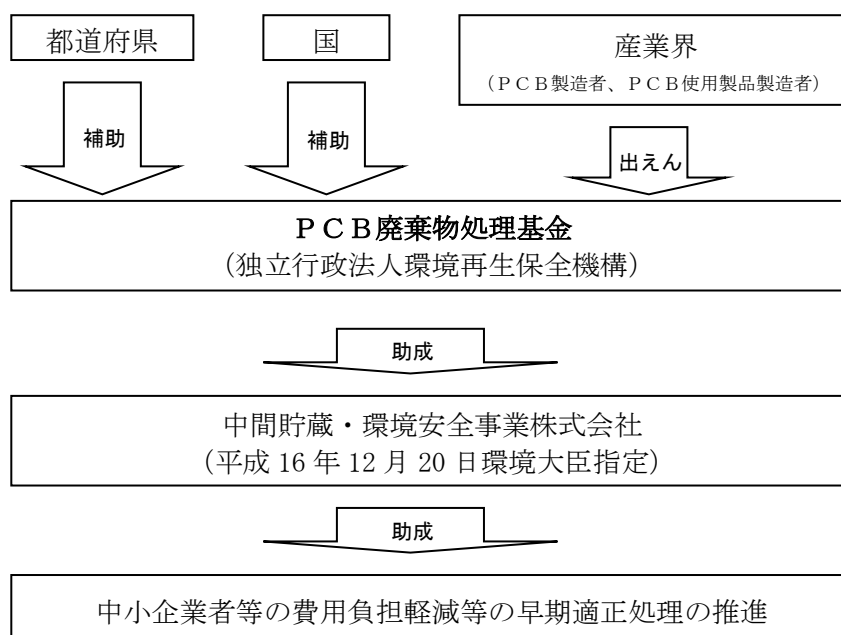 都道府県
国
産業界
（ＰＣＢ製造者、ＰＣＢ使用製品製造者）
補助
補助
出えん
ＰＣＢ廃棄物処理基金
（独立行政法人環境再生保全機構）
助成
中間貯蔵・環境安全事業株式会社
（平成 16 年 12 月 20 日環境大臣指定）
助成
中小企業者等の費用負担軽減等の早期適正処理の推進